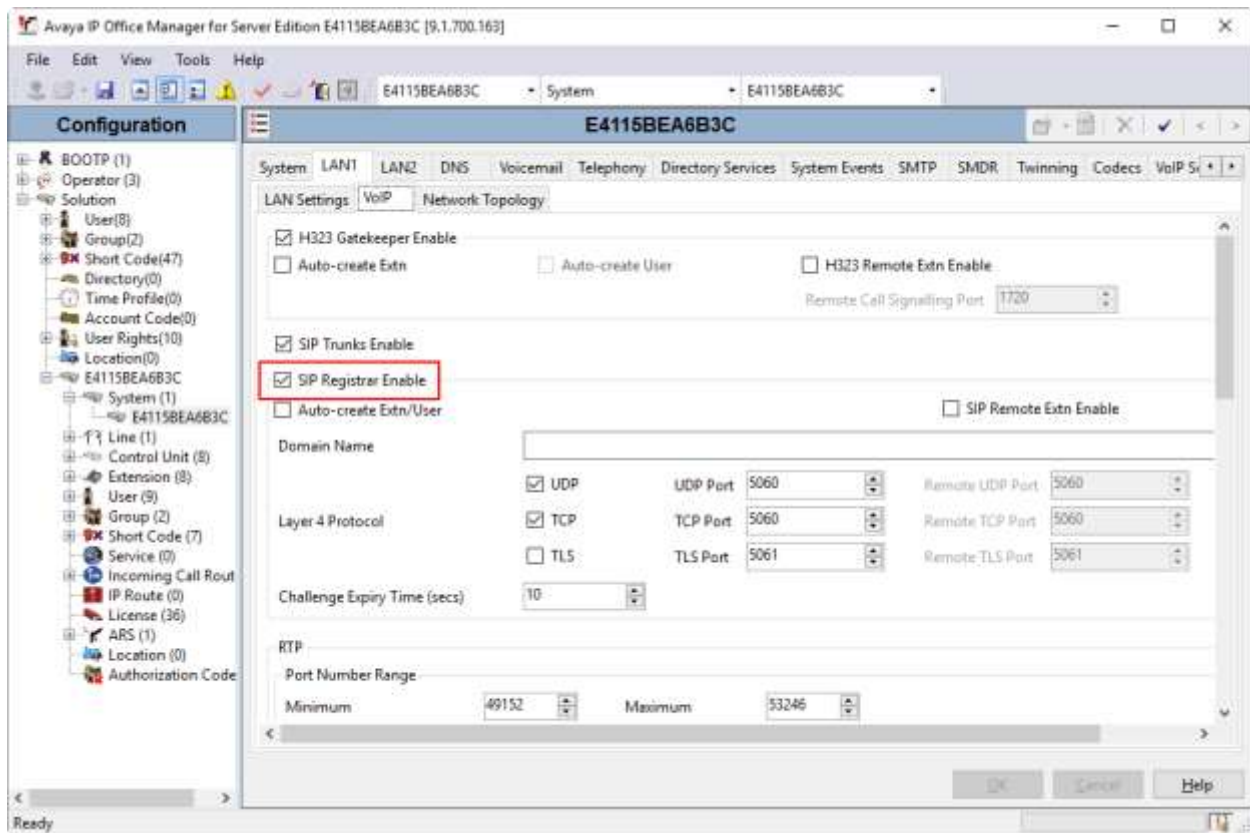 Avaya IP Office Manager for Server Edition E4115BEA6B3C [9.1.700.163]
File Edit View Tools Help
E4115BEA6B3C System E4115BEA6B3C
Configuration
E4115BEA6B3C
BOOTP (1)
Operator (3)
Solution
User(8)
Group(2)
Short Code(47)
Directory(0)
Time Profile(0)
Account Code(0)
User Rights(10)
Location(0)
E4115BEA6B3C
System (1)
E4115BEA6B3C
Line (1)
Control Unit (8)
Extension (8)
User (9)
Group (2)
Short Code (7)
Service (0)
Incoming Call Rout
IP Route (0)
License (36)
ARS (1)
Location (0)
Authorization Code
System LAN1 LAN2 DNS Voicemail Telephony Directory Services System Events SMTP SMDR Twinning Codecs VoIP Se
LAN Settings VoIP Network Topology
H323 Gatekeeper Enable
Auto-create Extn Auto-create User H323 Remote Extn Enable
Remote Call Signalling Port 1720
SIP Trunks Enable
SIP Registrar Enable
Auto-create Extn/User SIP Remote Extn Enable
Domain Name
UDP UDP Port 5060 Remote UDP Port 5060
Layer 4 Protocol TCP TCP Port 5060 Remote TCP Port 5060
TLS TLS Port 5061 Remote TLS Port 5061
Challenge Expiry Time (secs) 10
RTP
Port Number Range
Minimum 49152 Maximum 53246
OK Cancel Help
Ready